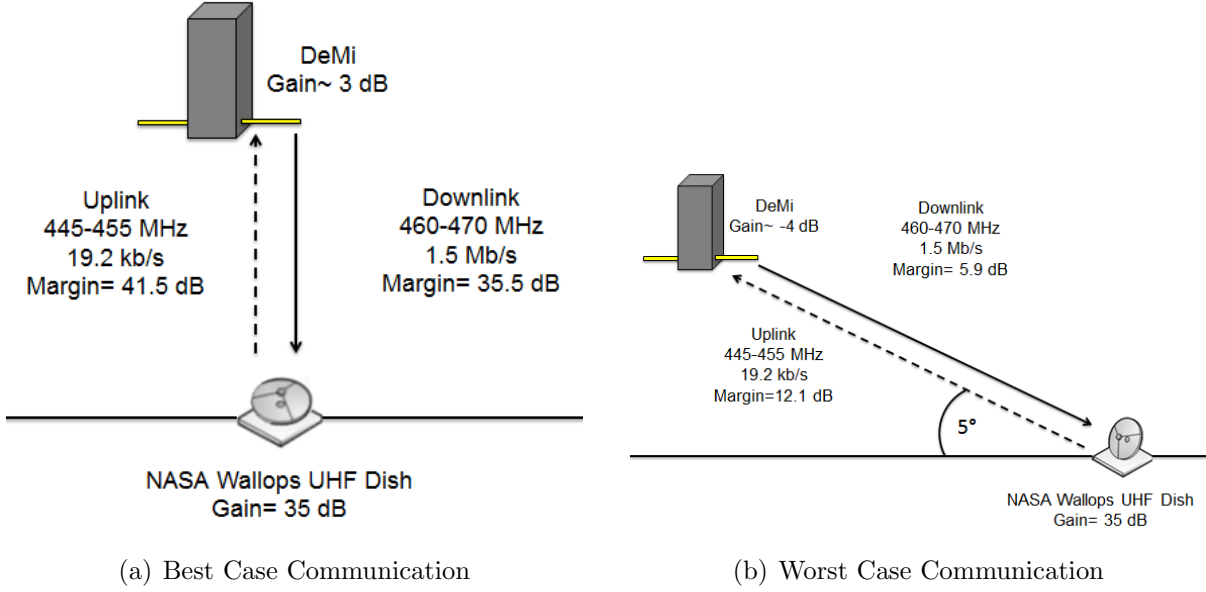 DeMi
Gain~ 3 dB
Uplink
445-455 MHz
19.2 kb/s
Margin= 41.5 dB
Downlink
460-470 MHz
1.5 Mb/s
Margin= 35.5 dB
NASA Wallops UHF Dish
Gain= 35 dB
(a) Best Case Communication
DeMi
Gain~ -4 dB
Downlink
460-470 MHz
1.5 Mb/s
Margin= 5.9 dB
Uplink
445-455 MHz
19.2 kb/s
Margin=12.1 dB
5°
NASA Wallops UHF Dish
Gain= 35 dB
(b) Worst Case Communication